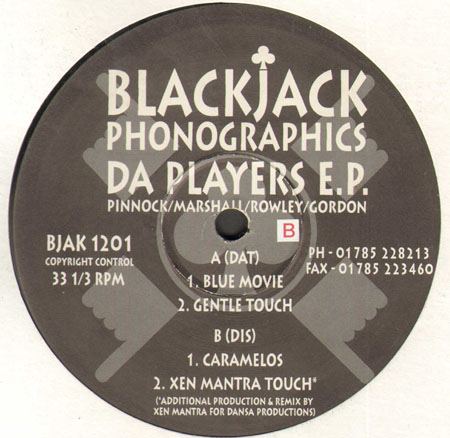 BLACKJACK
PHONOGRAPHICS
DA PLAYERS E.P.
PINNOCK/MARSHALL/ROWLEY/GORDON
B
BJAK 1201
COPYRIGHT CONTROL
33 1/3 RPM
A (DAT)
1. BLUE MOVIE
2. GENTLE TOUCH
PH - 01785 228213
FAX - 01785 223460
B (DIS)
1. CARAMELOS
2. XEN MANTRA TOUCH*
(*ADDITIONAL PRODUCTION & REMIX BY
XEN MANTRA FOR DANSA PRODUCTIONS)